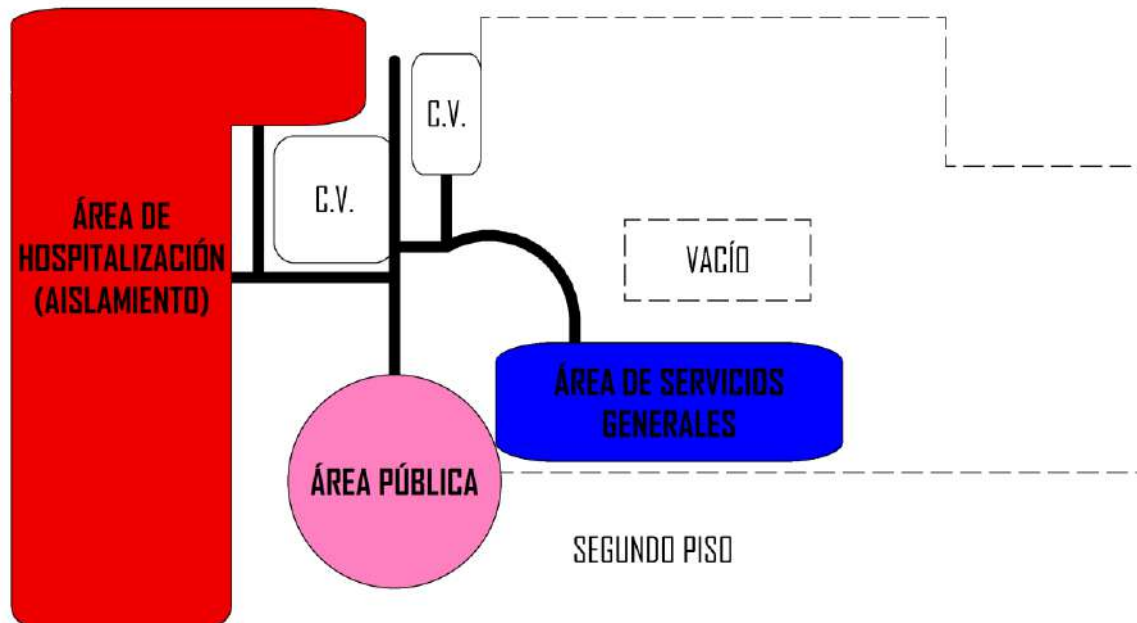 C.V.
C.V.
ÁREA DE
HOSPITALIZACIÓN
(AISLAMIENTO)
VACÍO
ÁREA DE SERVICIOS
GENERALES
ÁREA PÚBLICA
SEGUNDO PISO